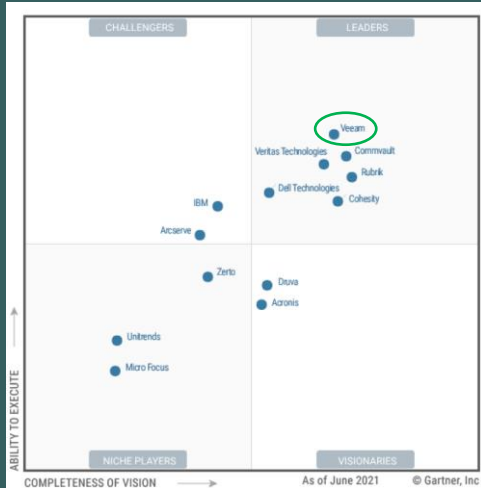 CHALLENGERS
LEADERS
Veeam
Veritas Technologies
Commvault
Rubrik
Dell Technologies
Cohesity
IBM
Arcserve
Zerto
Druva
Acronis
Unitrends
Micro Focus
ABILITY TO EXECUTE
NICHE PLAYERS
VISIONARIES
COMPLETENESS OF VISION
As of June 2021
© Gartner, Inc